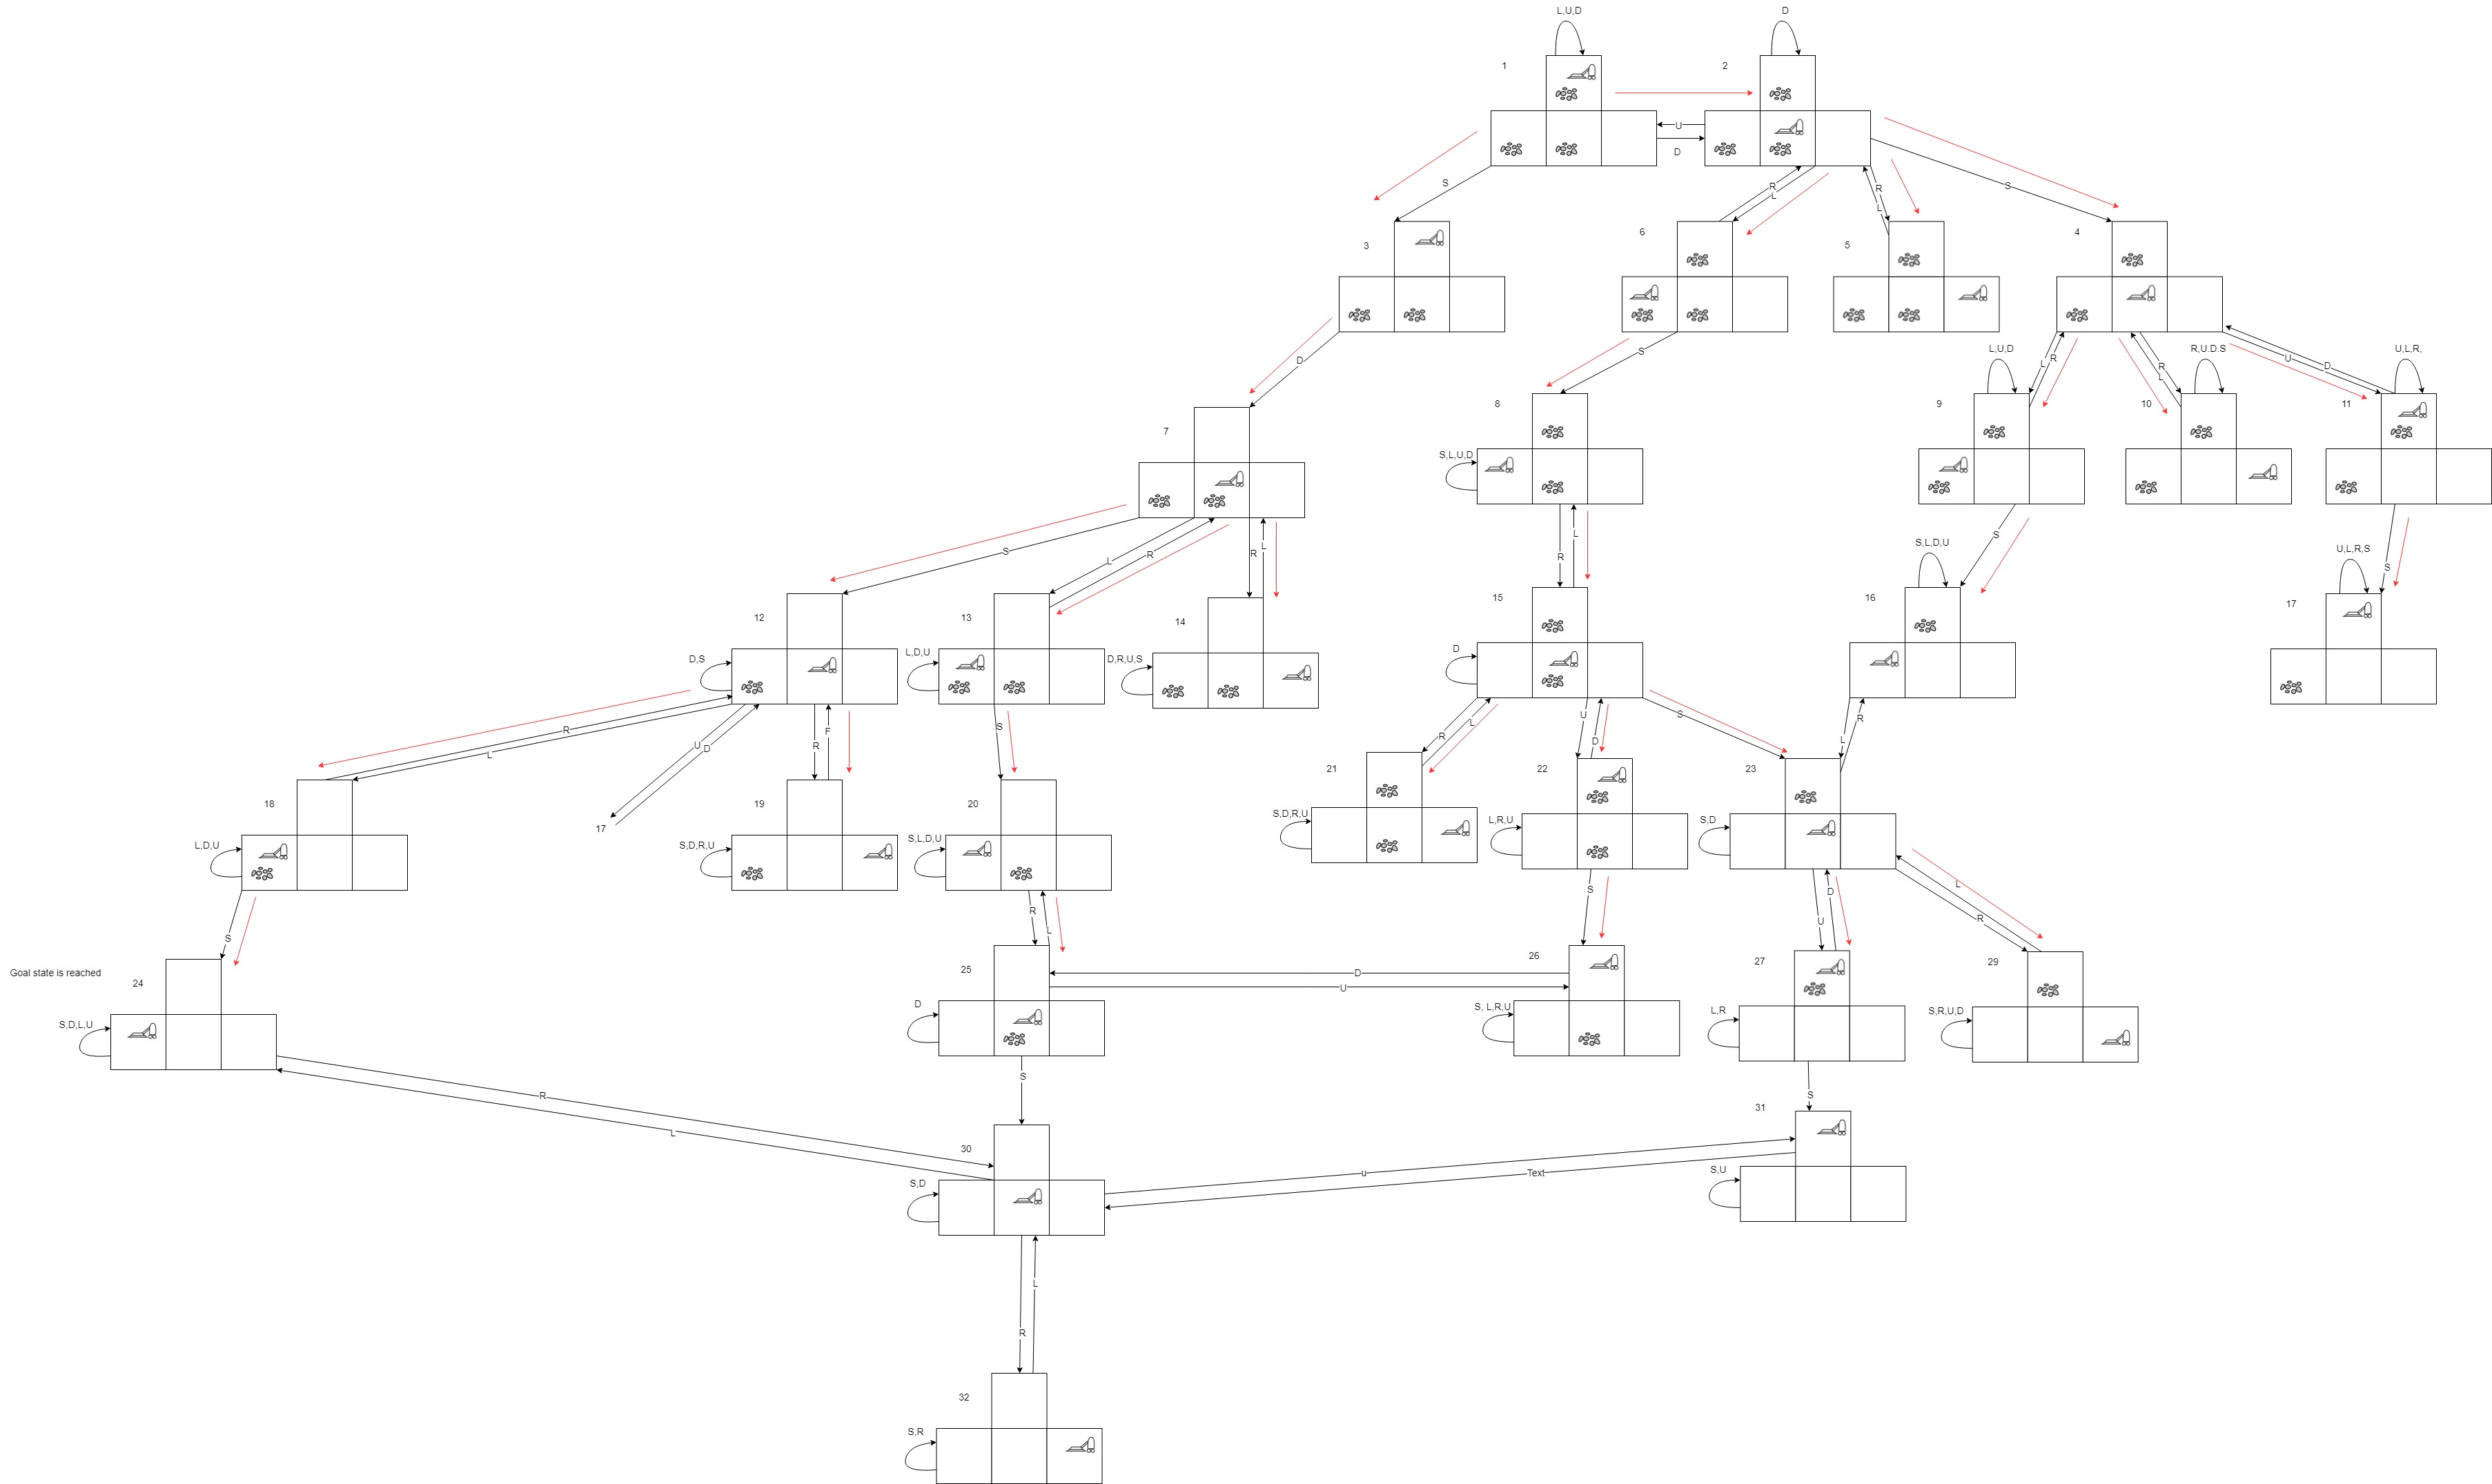 L,U,D
D
1
2
U
D
S
R
L
R
L
S
3
6
5
4
D
S
L
R
R
L
U
D
L,U,D
R,U.D.S
U,L,R,
7
8
9
10
11
S,L,U,D
S
L
R
R
L
R
L
S
S
S,L,D,U
U,L,R,S
12
13
14
15
16
17
D,S
L,D,U
D,R,U,S
D
R
L
U
D
R
F
S
R
L
U
D
S
L
R
18
17
19
20
21
22
23
L,D,U
S,D,R,U
S,L,D,U
S,D,R,U
L,R,U
S,D
S
R
L
S
U
D
L
R
Goal state is reached
24
25
26
27
29
S,D,L,U
D
D
U
S, L,R,U
L,R
S,R,U,D
S
S
R
L
30
31
S,D
u
Text
S,U
L
R
32
S,R